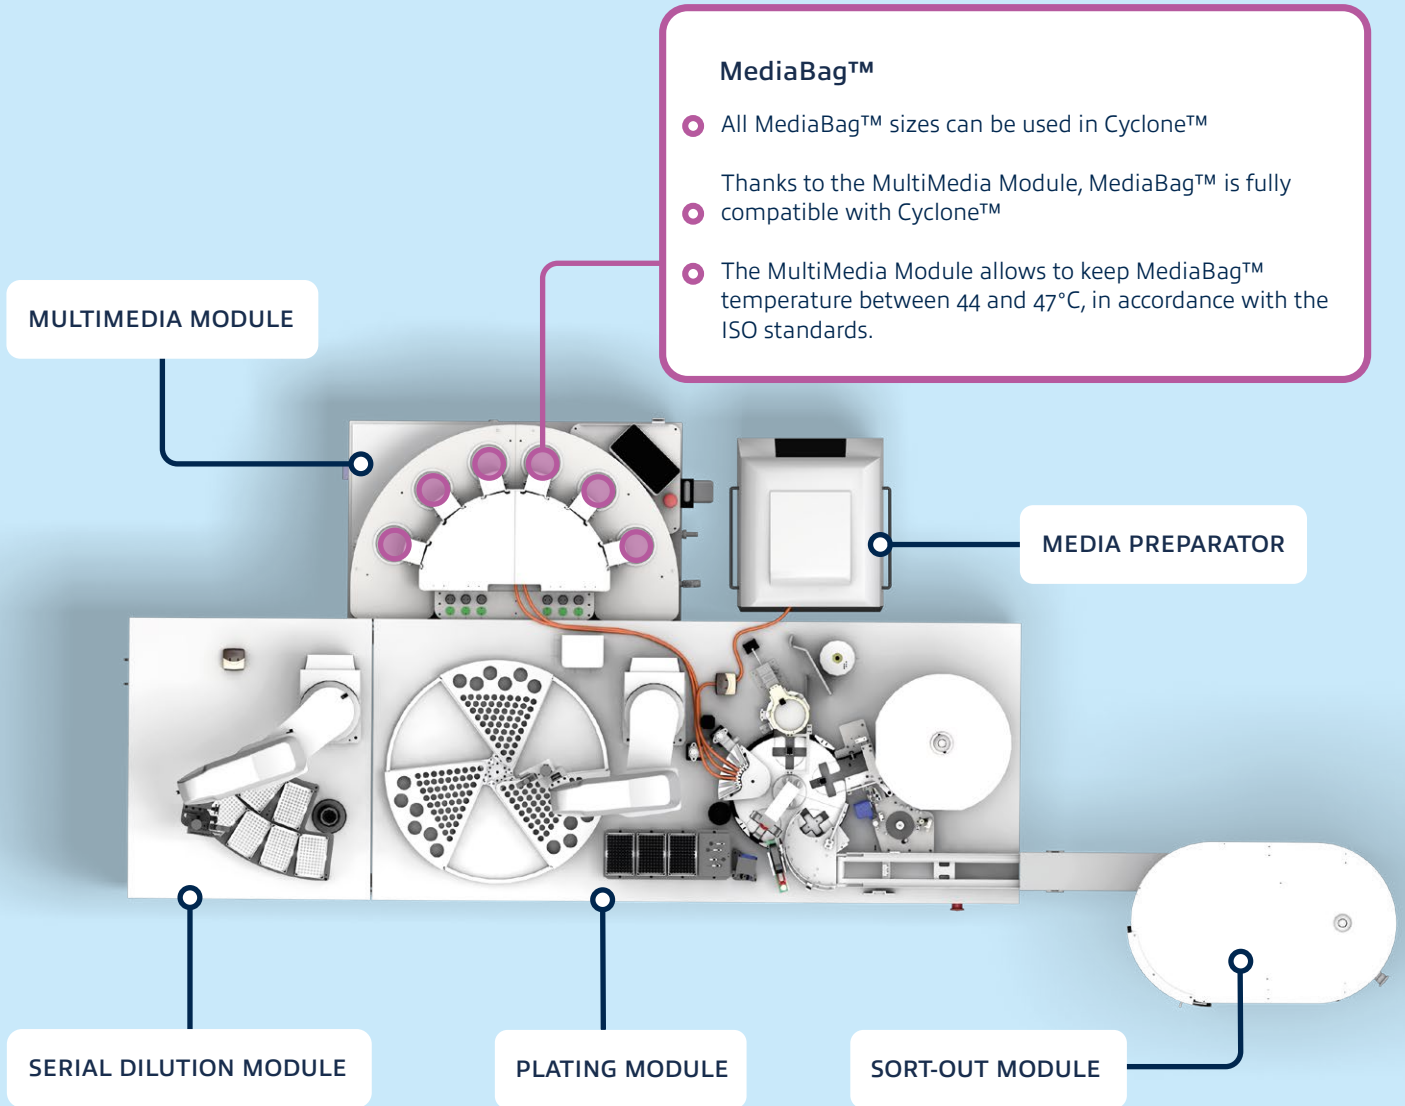 MediaBag™
All MediaBag™ sizes can be used in Cyclone™
Thanks to the MultiMedia Module, MediaBag™ is fully
compatible with Cyclone™
The MultiMedia Module allows to keep MediaBag™
temperature between 44 and 47°C, in accordance with the
ISO standards.
MULTIMEDIA MODULE
MEDIA PREPARATOR
SERIAL DILUTION MODULE
PLATING MODULE
SORT-OUT MODULE